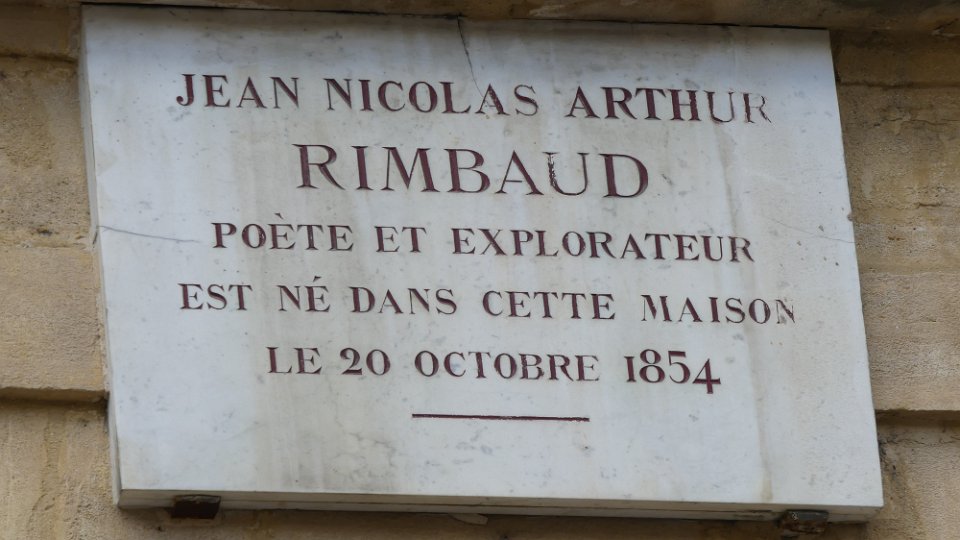 JEAN NICOLAS ARTHUR
RIMBAUD
POÈTE ET EXPLORATEUR
EST NÉ DANS CETTE MAISON
LE 20 OCTOBRE 1854